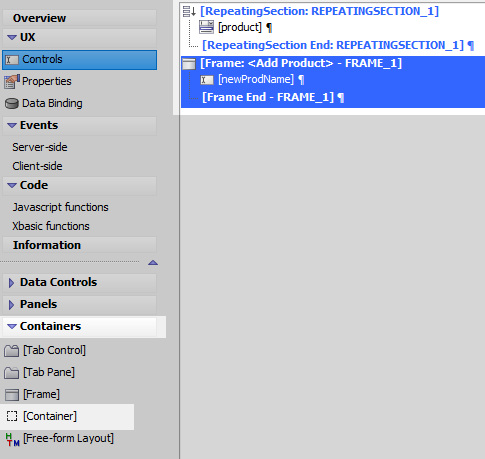 Overview
UX
Controls
Properties
Data Binding
Events
Server-side
Client-side
Code
Javascript functions
Xbasic functions
Information
Data Controls
Panels
Containers
[Tab Control]
[Tab Pane]
[Frame]
[Container]
[Free-form Layout]
[RepeatingSection: REPEATINGSECTION_1]
[product] ¶
[RepeatingSection End: REPEATINGSECTION_1] ¶
[Frame: <Add Product> - FRAME_1]
[newProdName] ¶
[Frame End - FRAME_1] ¶